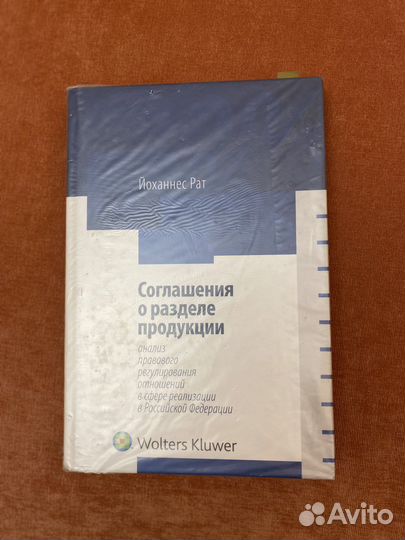 Йоханнес Рат
Соглашения
о разделе
продукции
анализ
правового
регулирования
отношений
в сфере реализации
в Российской Федерации
Wolters Kluwer
Avito